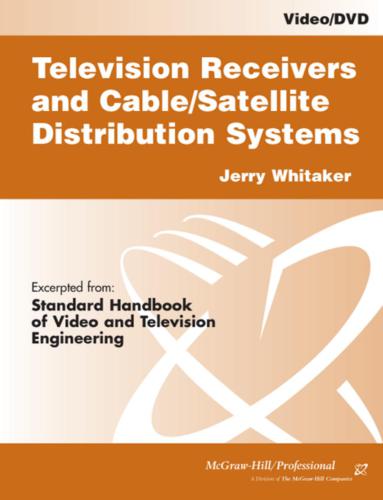 Video/DVD
Television Receivers
and Cable/Satellite
Distribution Systems
Jerry Whitaker
Excerpted from:
Standard Handbook
of Video and Television
Engineering
McGraw-Hill/Professional
A Division of The McGraw-Hill Companies